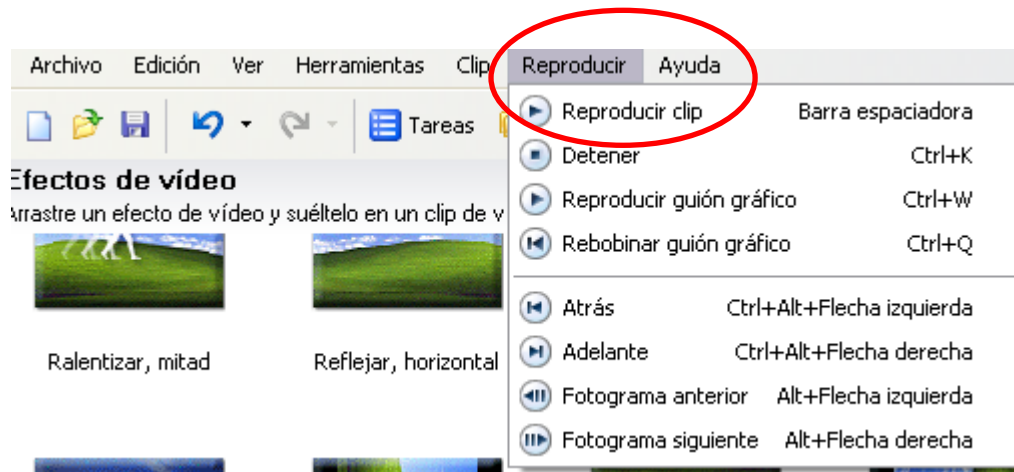 Archivo Edición Ver Herramientas Clip Reproducir Ayuda
Tareas
Efectos de vídeo
Arrastre un efecto de vídeo y suéltelo en un clip de v
Ralentizar, mitad
Reflejar, horizontal
Reproducir clip Barra espaciadora
Detener Ctrl+K
Reproducir guión gráfico Ctrl+W
Rebobinar guión gráfico Ctrl+Q
Atrás Ctrl+Alt+Flecha izquierda
Adelante Ctrl+Alt+Flecha derecha
Fotograma anterior Alt+Flecha izquierda
Fotograma siguiente Alt+Flecha derecha